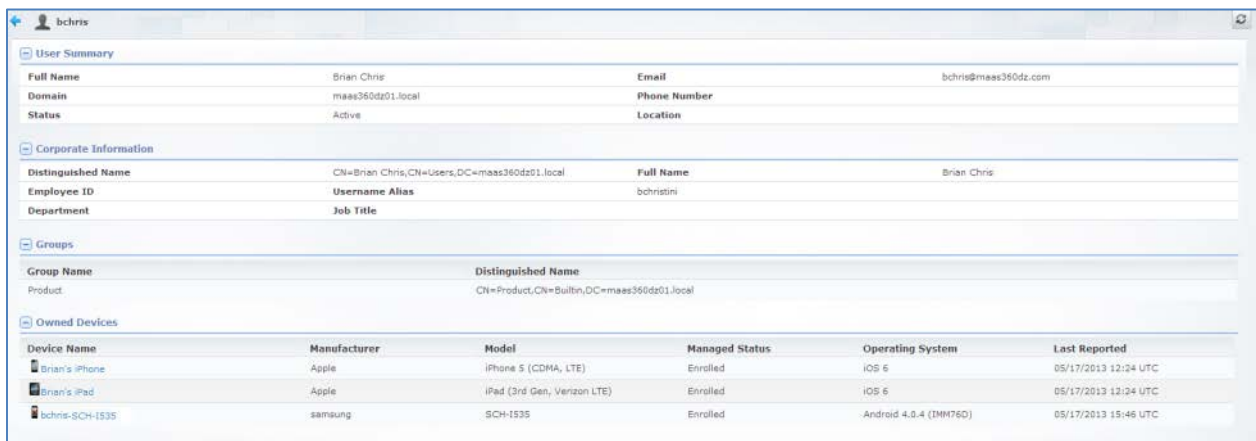 bchris
User Summary
Full Name Brian Chris Email bchris@maas360dz.com
Domain maas360dz01.local Phone Number
Status Active Location
Corporate Information
Distinguished Name CN=Brian Chris,CN=Users,DC=maas360dz01.local Full Name Brian Chris
Employee ID Username Alias bchristini
Department Job Title
Groups
Group Name Distinguished Name
Product CN=Product,CN=Builtin,DC=maas360dz01.local
Owned Devices
Device Name Manufacturer Model Managed Status Operating System Last Reported
Brian's iPhone Apple iPhone 5 (CDMA, LTE) Enrolled iOS 6 05/17/2013 12:24 UTC
Brian's iPad Apple iPad (3rd Gen, Verizon LTE) Enrolled iOS 6 05/17/2013 12:24 UTC
bchris-SCH-I535 samsung SCH-I535 Enrolled Android 4.0.4 (IMM76D) 05/17/2013 15:46 UTC